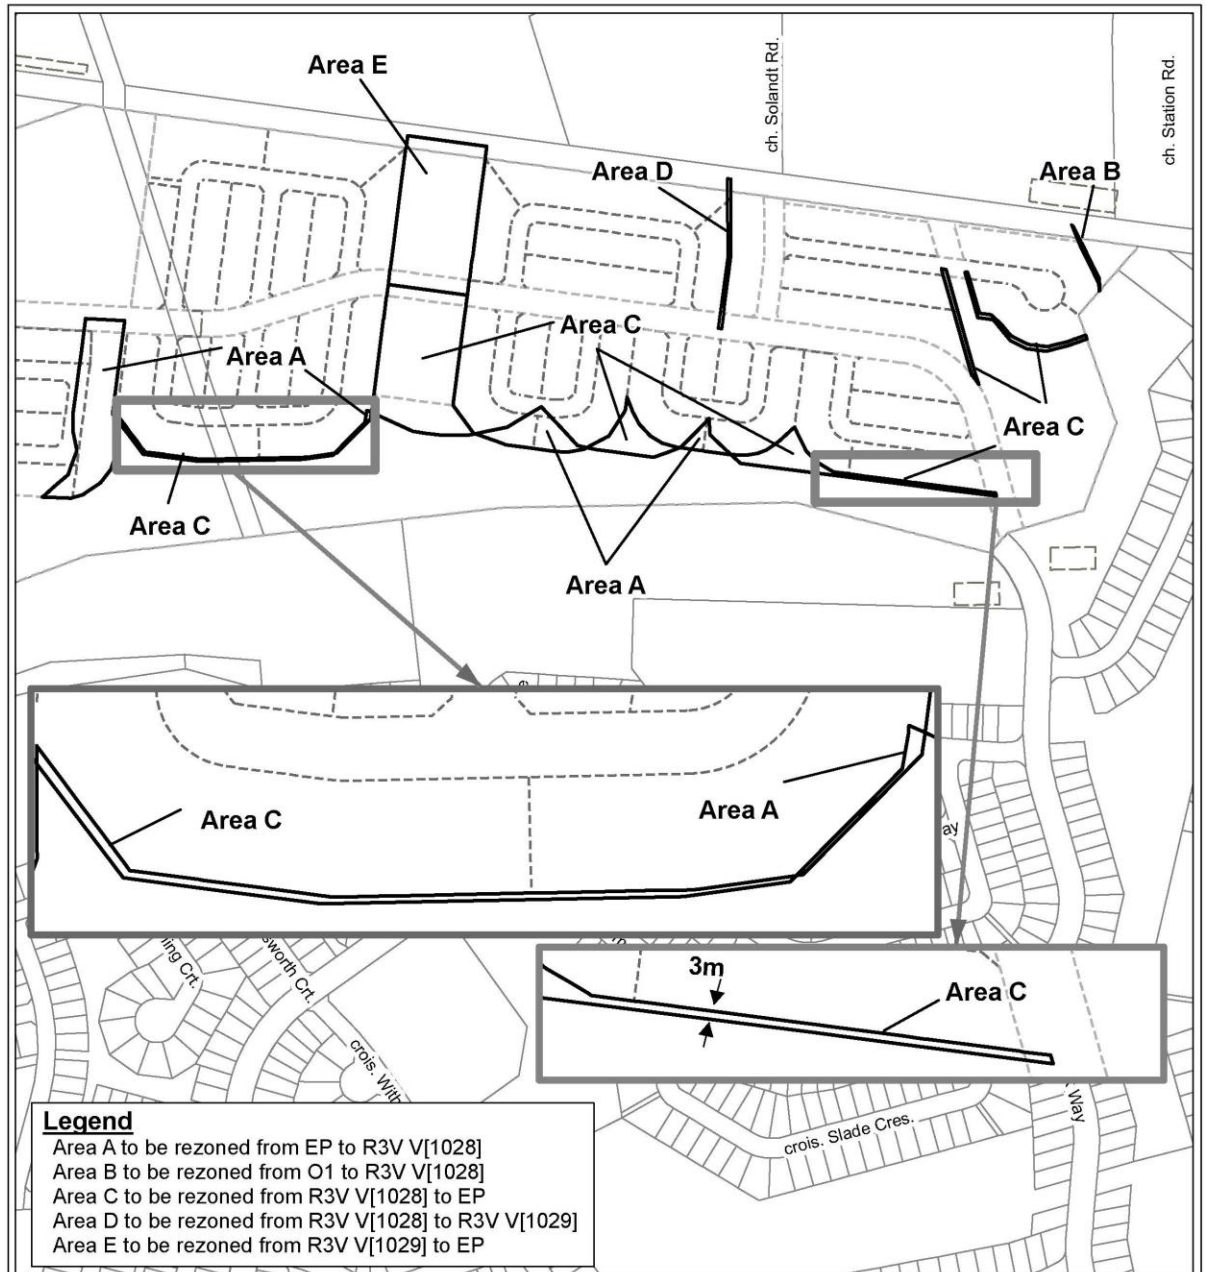 Area E
ch. Solandt Rd.
ch. Station Rd.
Area D
Area B
Area C
Area A
Area C
Area C
Area A
Area C
Area A
ay
Area C
sworth Crt.
ing Crt.
3m
Area C
crois. With
Way
crois. Slade Cres.
Legend
Area A to be rezoned from EP to R3V V[1028]
Area B to be rezoned from O1 to R3V V[1028]
Area C to be rezoned from R3V V[1028] to EP
Area D to be rezoned from R3V V[1028] to R3V V[1029]
Area E to be rezoned from R3V V[1029] to EP